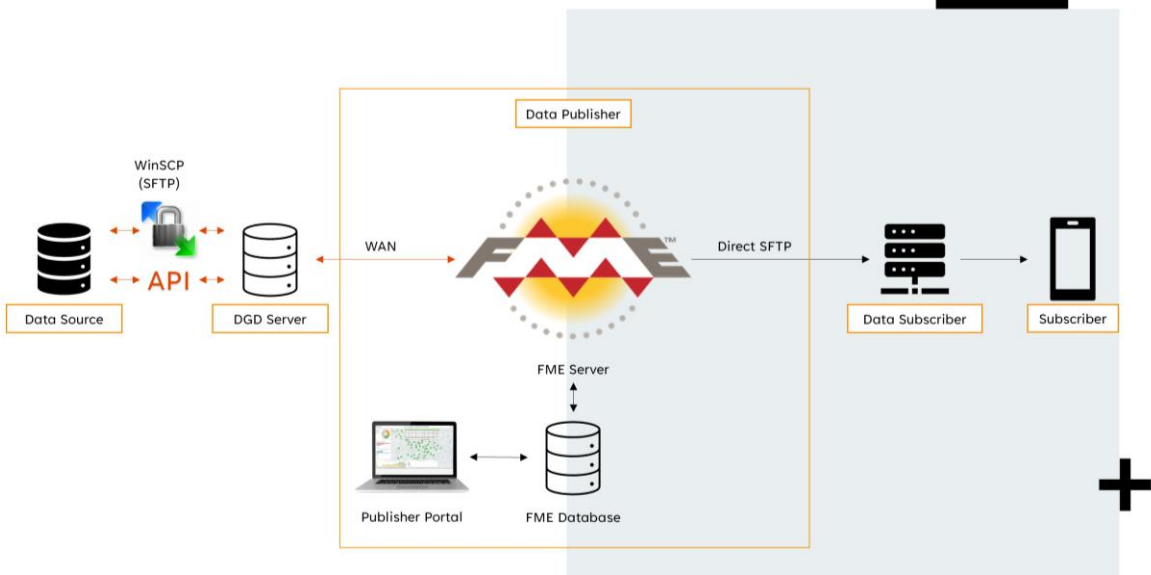 Data Publisher
WinSCP
(SFTP)
WAN
FME™
Direct SFTP
API
Data Source
DGD Server
Data Subscriber
Subscriber
FME Server
Publisher Portal
FME Database